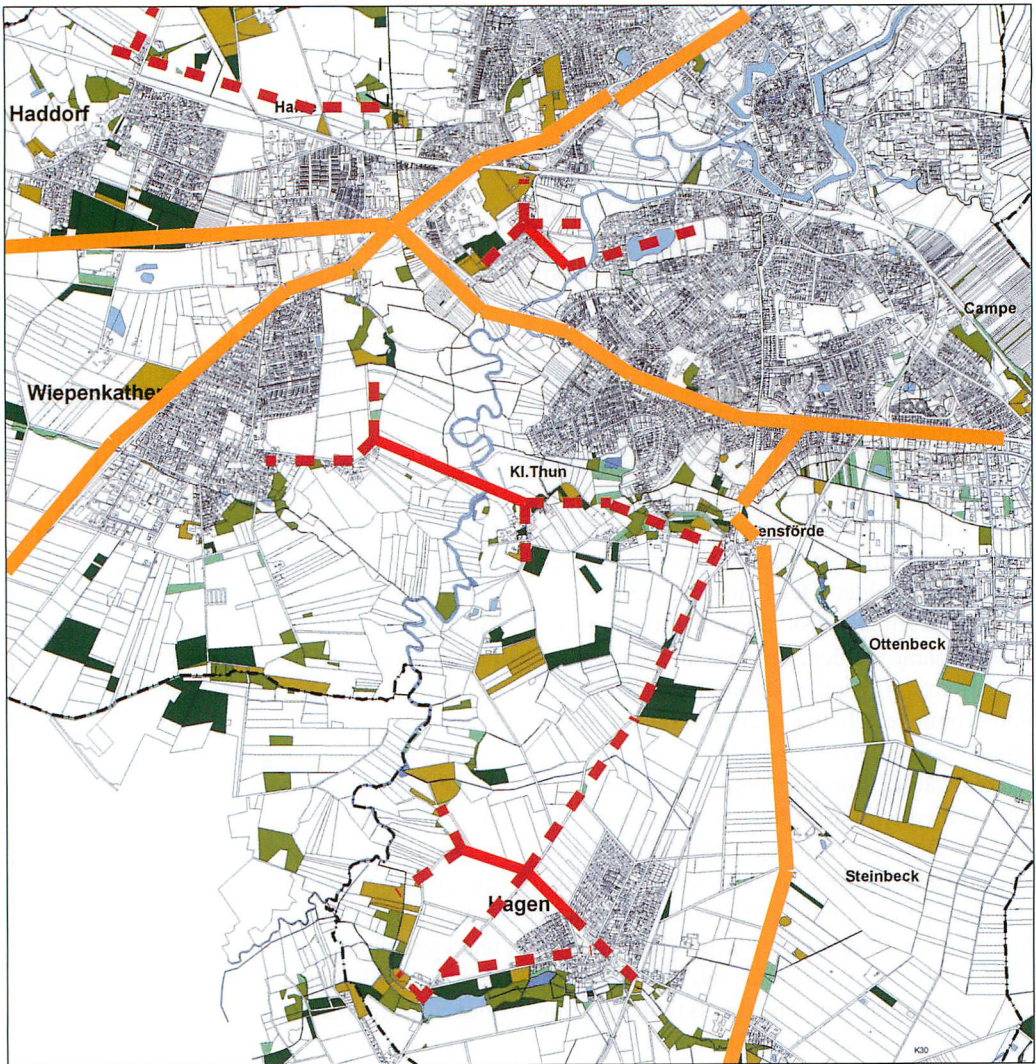 Haddorf
Campe
Wiepenkathen
Kl.Thun
Ottenbeck
Steinbeck
Hagen
K30